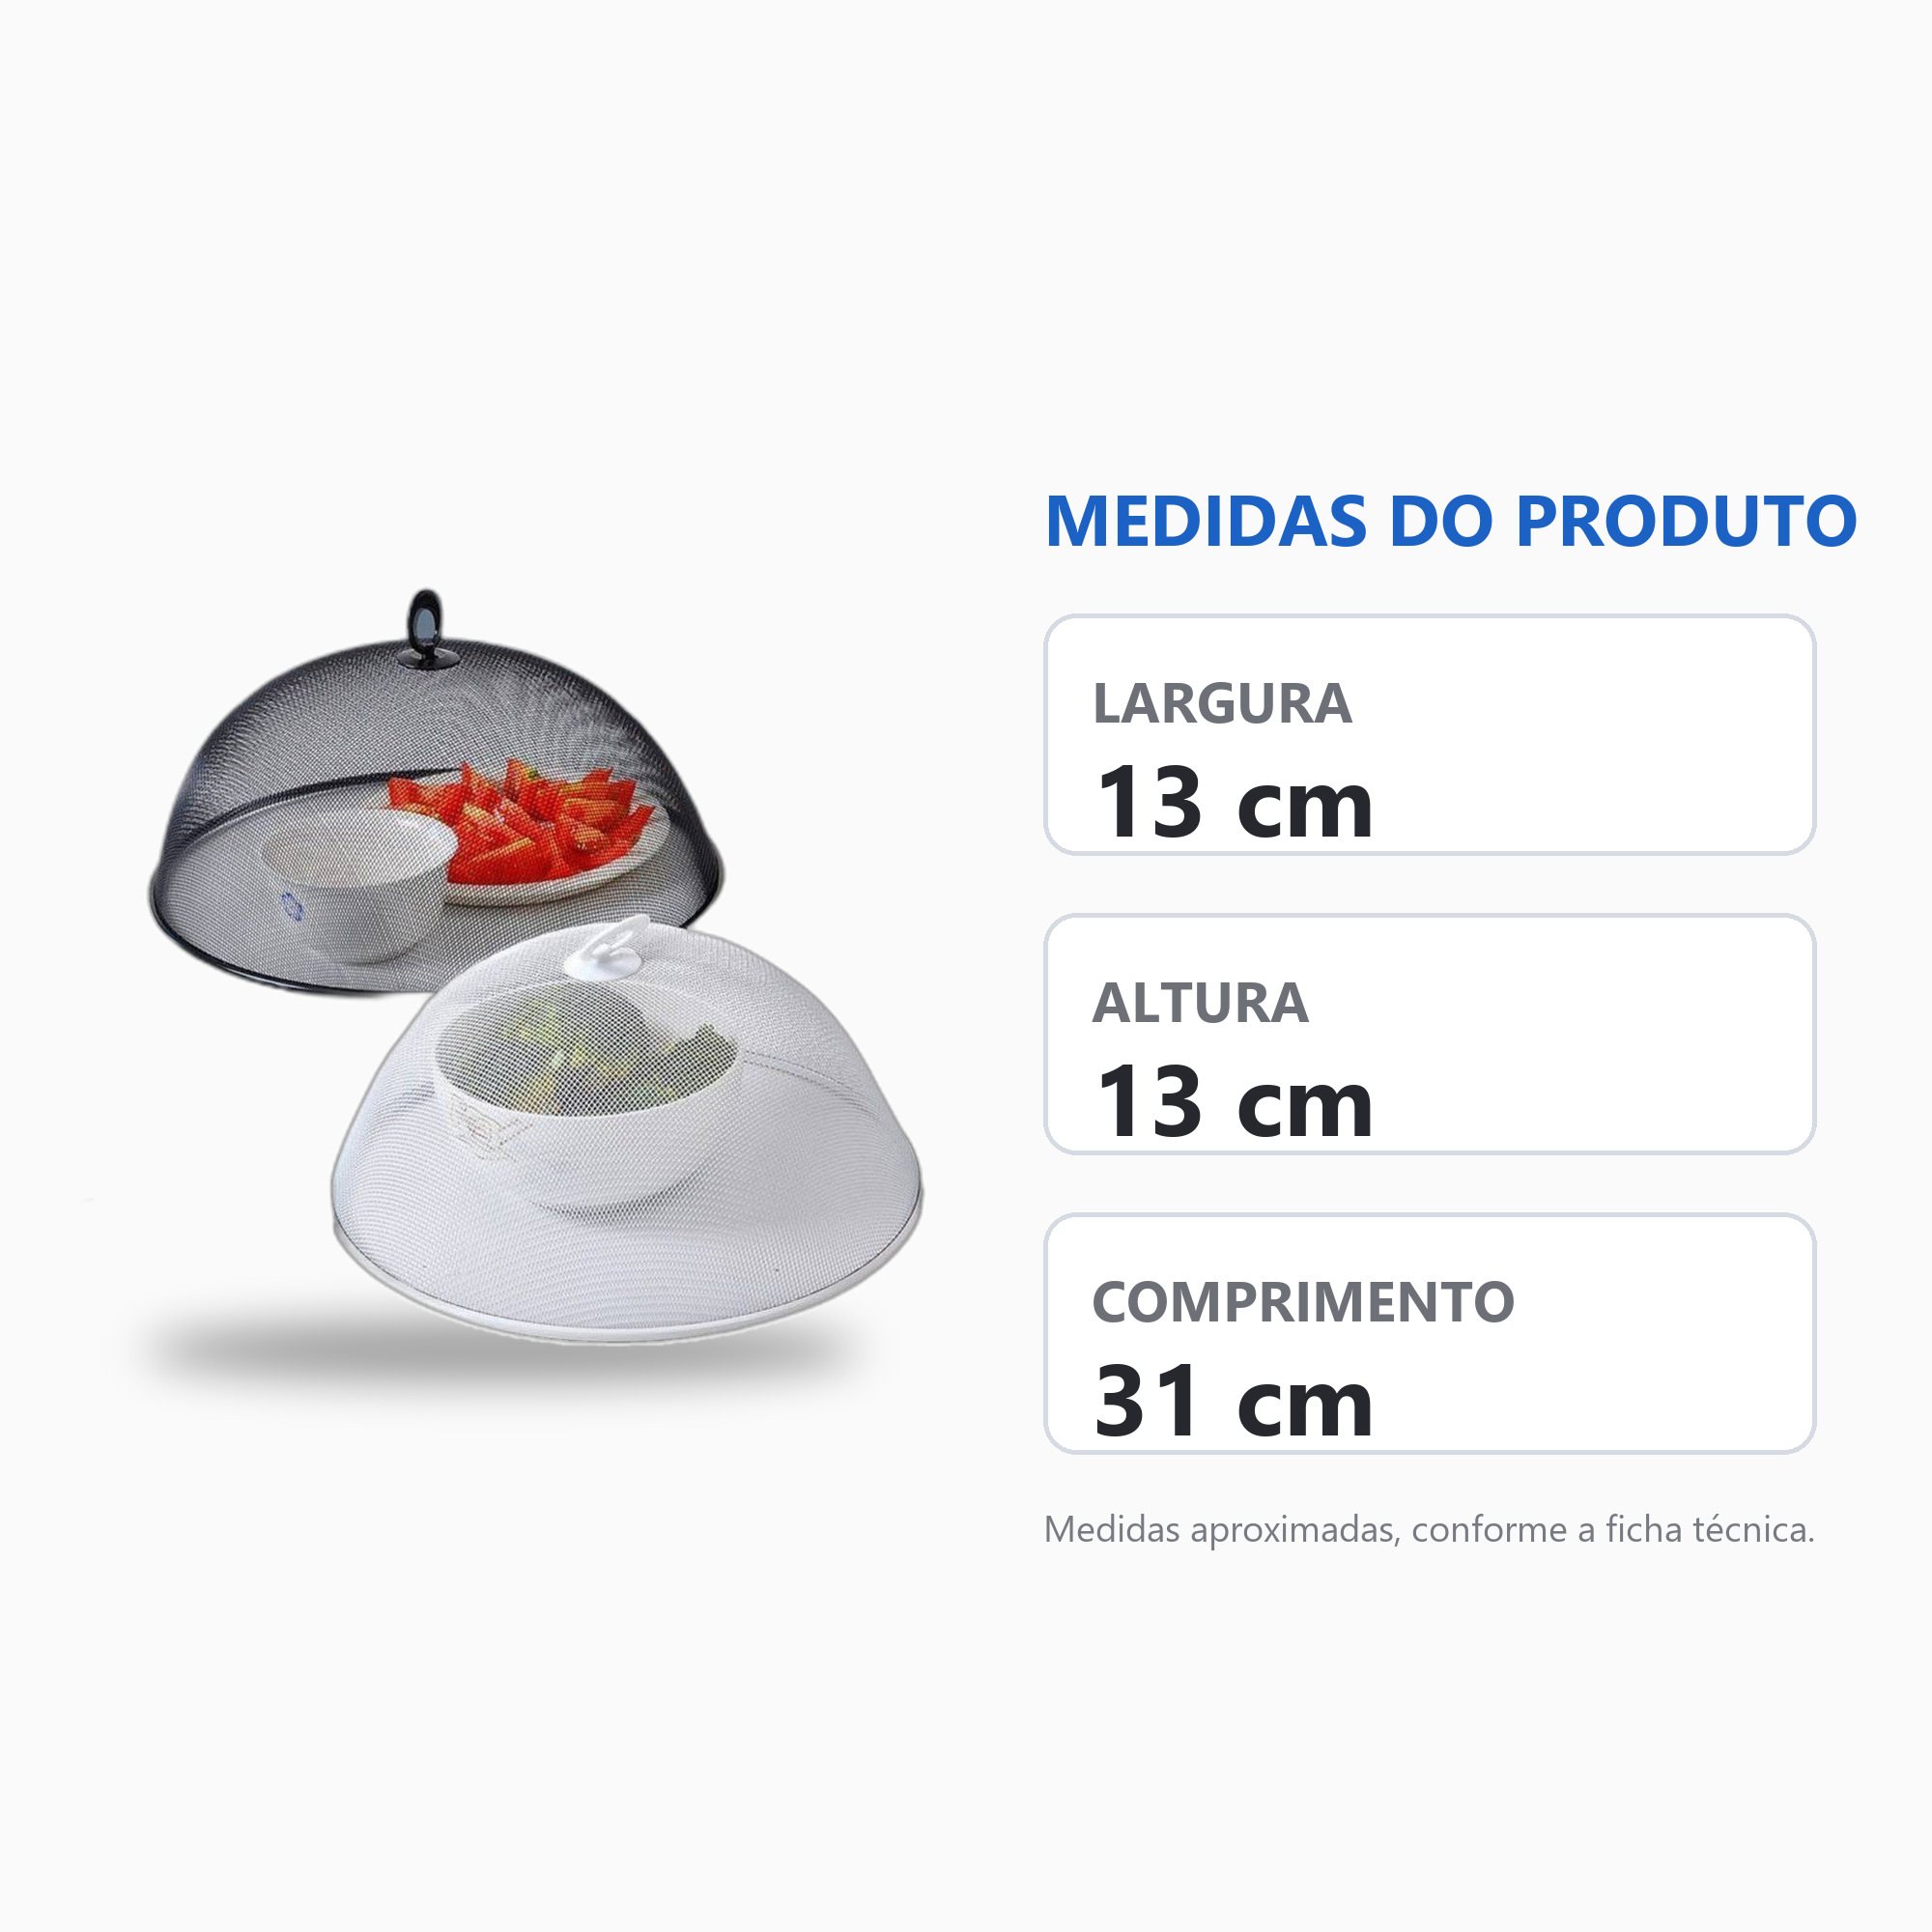 MEDIDAS DO PRODUTO
LARGURA
13 cm
ALTURA
13 cm
COMPRIMENTO
31 cm
Medidas aproximadas, conforme a ficha técnica.